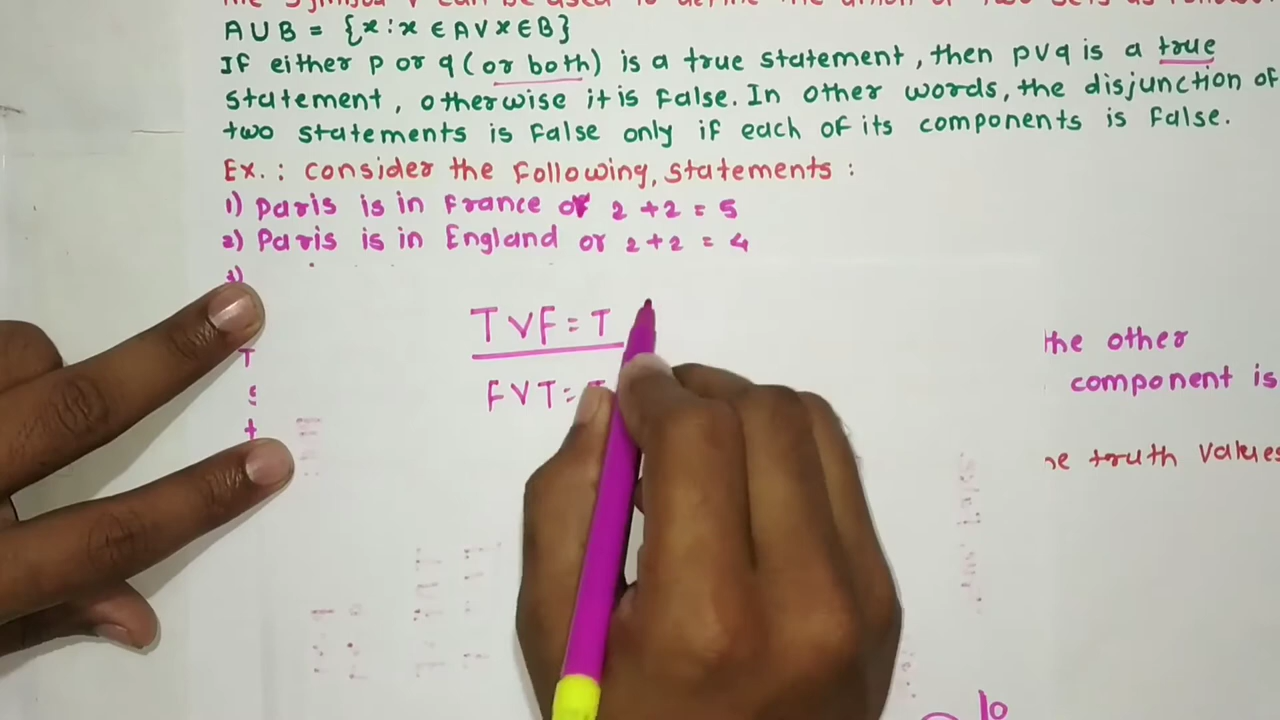 A U B = {x : x ∈ A V x ∈ B}
If either p or q (or both) is a true statement, then p v q is a true
statement, otherwise it is False. In other words, the disjunction of
two statements is False only if each of its components is False.
Ex. : Consider the Following, statements :
1) paris is in France or 2 + 2 = 5
2) Paris is in England or 2 + 2 = 4
3)
T V F = T
the other
T
F V T =
component is
s
t
truth values
10